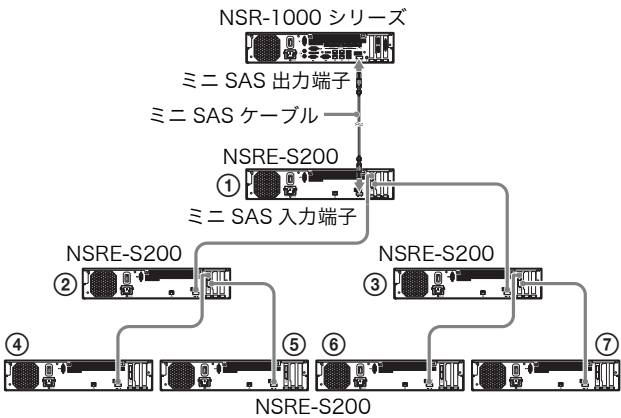 NSR-1000 シリーズ
ミニ SAS 出力端子
ミニ SAS ケーブル
NSRE-S200
①
ミニ SAS 入力端子
NSRE-S200
NSRE-S200
②
③
④
⑤
⑥
⑦
NSRE-S200